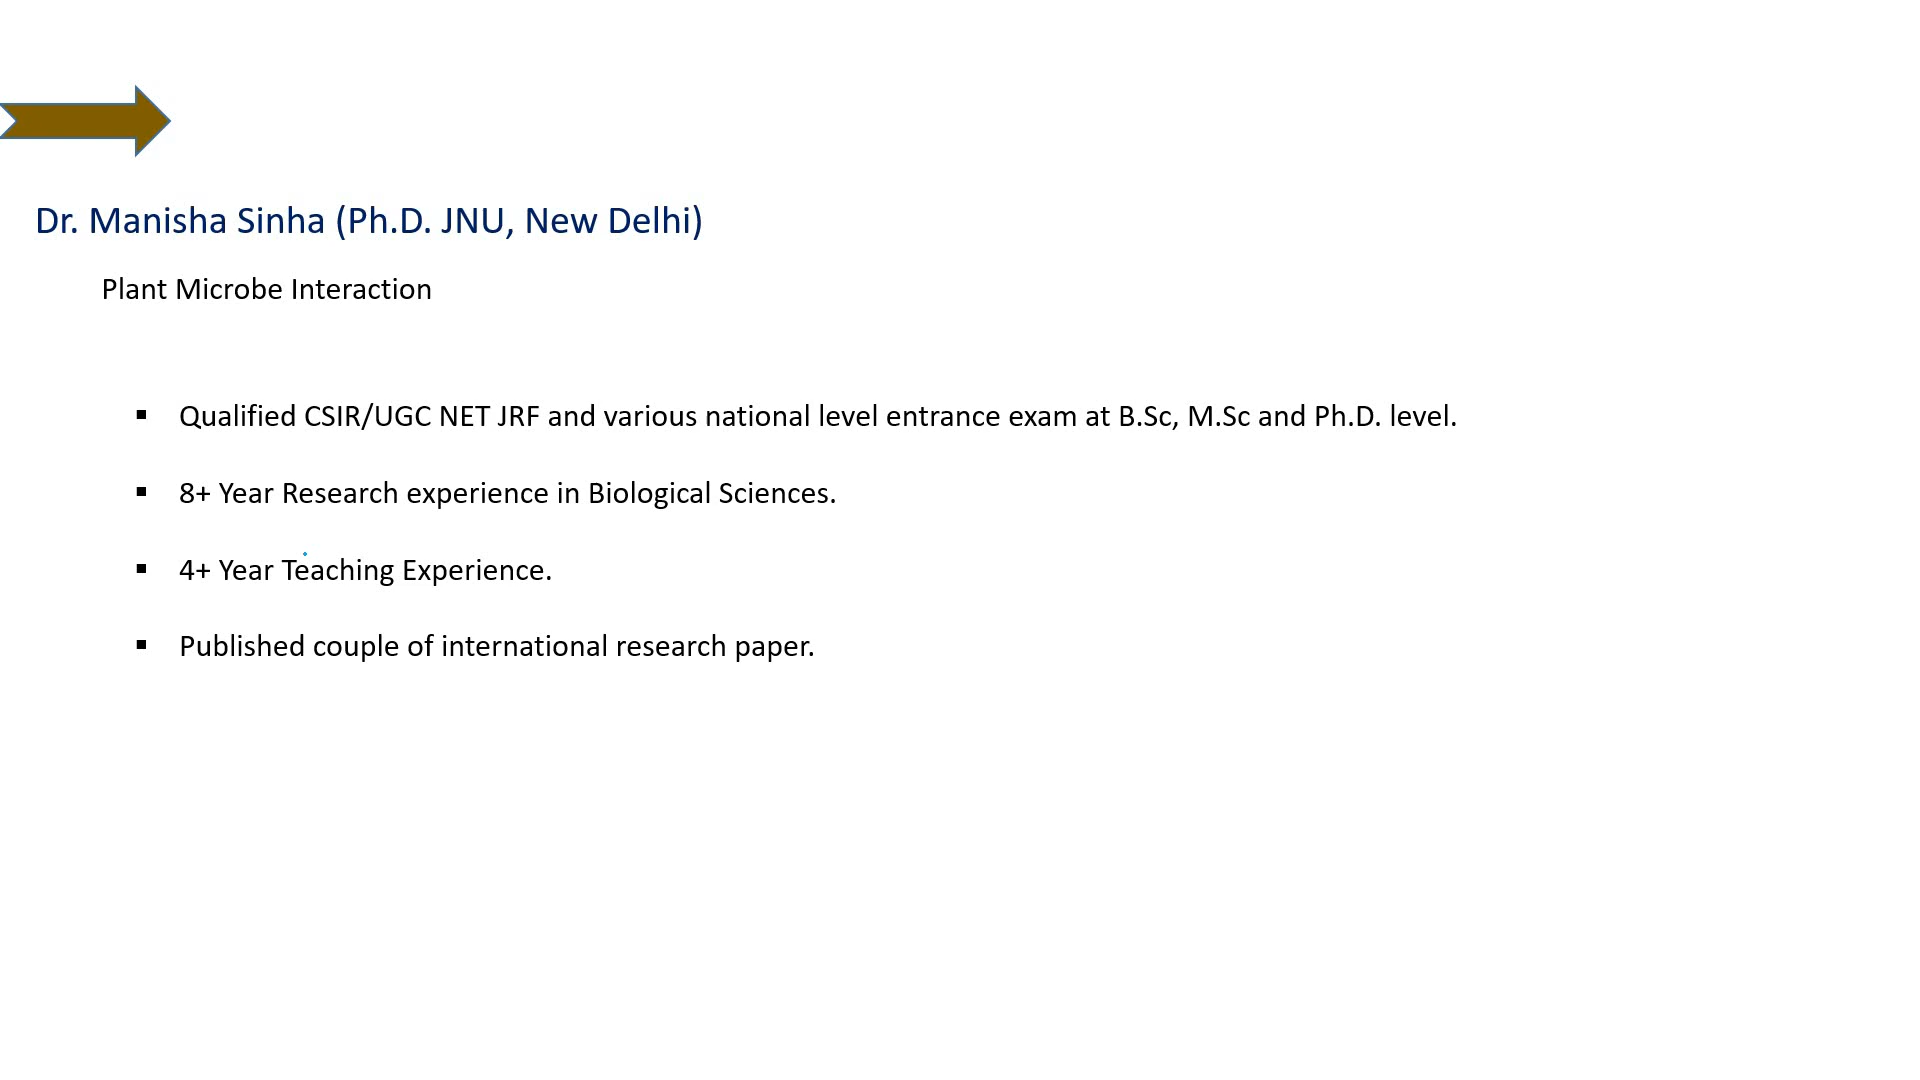 Dr. Manisha Sinha (Ph.D. JNU, New Delhi)
Plant Microbe Interaction
▪ Qualified CSIR/UGC NET JRF and various national level entrance exam at B.Sc, M.Sc and Ph.D. level.
▪ 8+ Year Research experience in Biological Sciences.
▪ 4+ Year Teaching Experience.
▪ Published couple of international research paper.